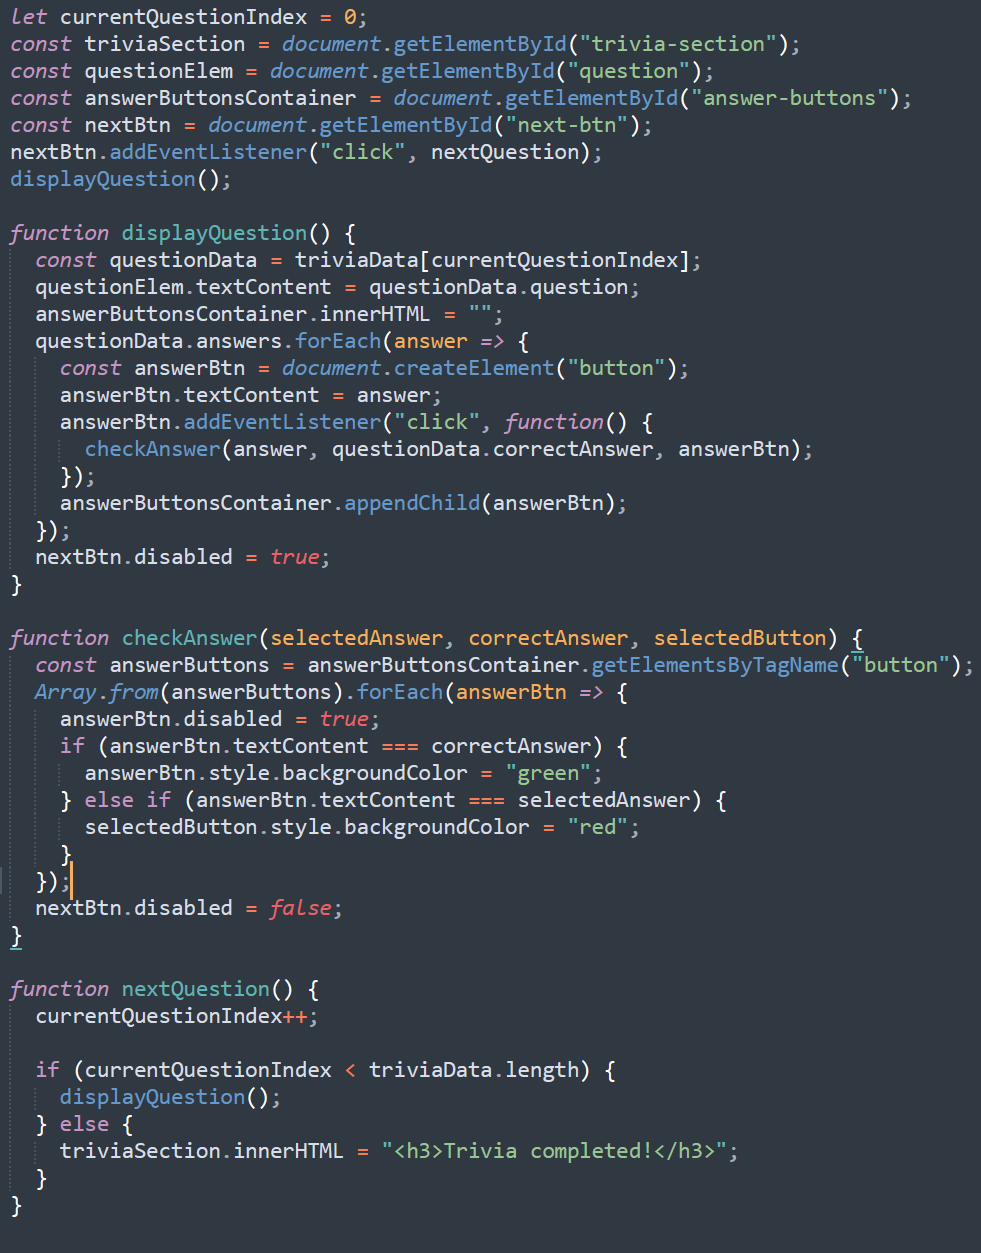 let currentQuestionIndex = 0;
const triviaSection = document.getElementById("trivia-section");
const questionElem = document.getElementById("question");
const answerButtonsContainer = document.getElementById("answer-buttons");
const nextBtn = document.getElementById("next-btn");
nextBtn.addEventListener("click", nextQuestion);
displayQuestion();

function displayQuestion() {
  const questionData = triviaData[currentQuestionIndex];
  questionElem.textContent = questionData.question;
  answerButtonsContainer.innerHTML = "";
  questionData.answers.forEach(answer => {
    const answerBtn = document.createElement("button");
    answerBtn.textContent = answer;
    answerBtn.addEventListener("click", function() {
      checkAnswer(answer, questionData.correctAnswer, answerBtn);
    });
    answerButtonsContainer.appendChild(answerBtn);
  });
  nextBtn.disabled = true;
}

function checkAnswer(selectedAnswer, correctAnswer, selectedButton) {
  const answerButtons = answerButtonsContainer.getElementsByTagName("button");
  Array.from(answerButtons).forEach(answerBtn => {
    answerBtn.disabled = true;
    if (answerBtn.textContent === correctAnswer) {
      answerBtn.style.backgroundColor = "green";
    } else if (answerBtn.textContent === selectedAnswer) {
      selectedButton.style.backgroundColor = "red";
    }
  });
  nextBtn.disabled = false;
}

function nextQuestion() {
  currentQuestionIndex++;

  if (currentQuestionIndex < triviaData.length) {
    displayQuestion();
  } else {
    triviaSection.innerHTML = "<h3>Trivia completed!</h3>";
  }
}